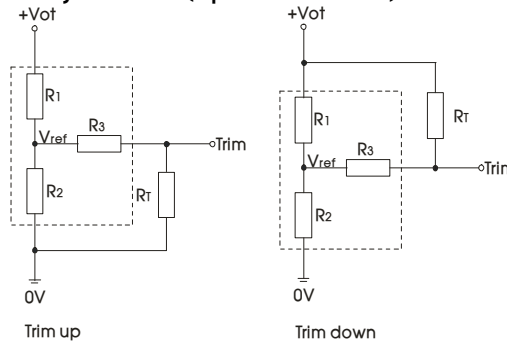 +Vot
R1
Vref
R3
Trim
R2
RT
0V
Trim up
+Vot
R1
RT
Vref
R3
Trim
R2
0V
Trim down